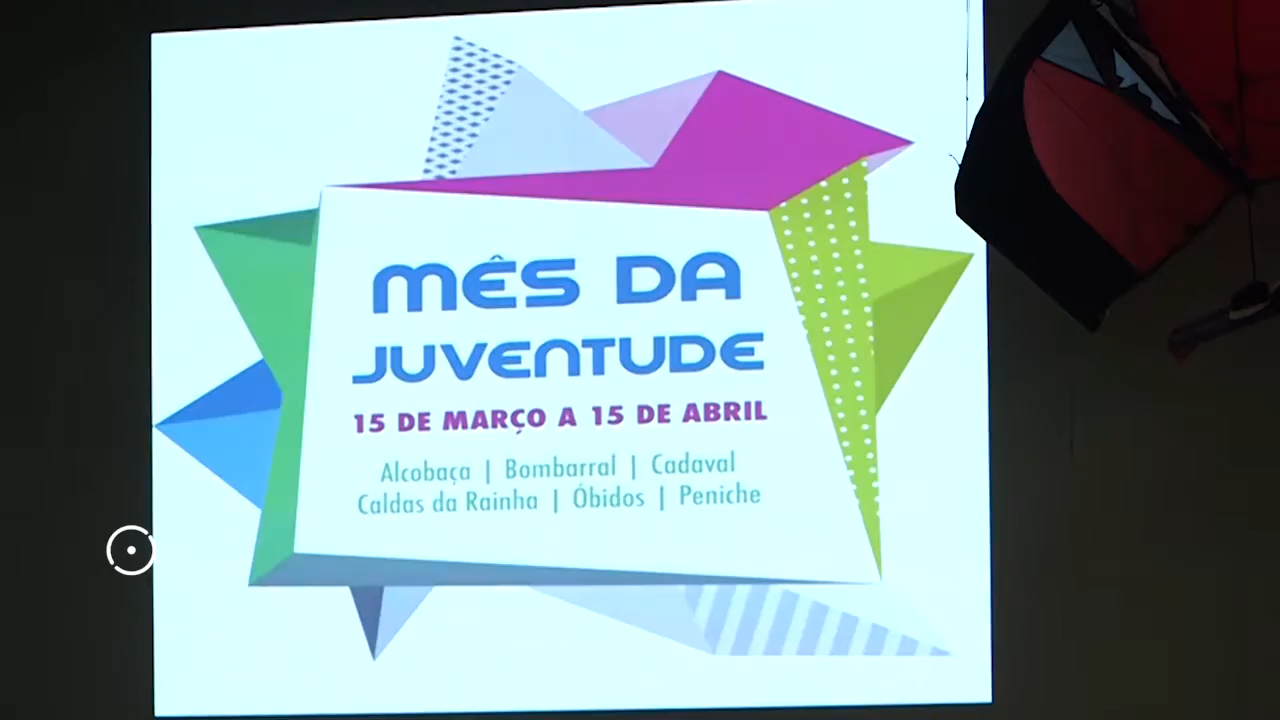 MÊS DA
JUVENTUDE
15 DE MARÇO A 15 DE ABRIL
Alcobaça | Bombarral | Cadaval
Caldas da Rainha | Óbidos | Peniche